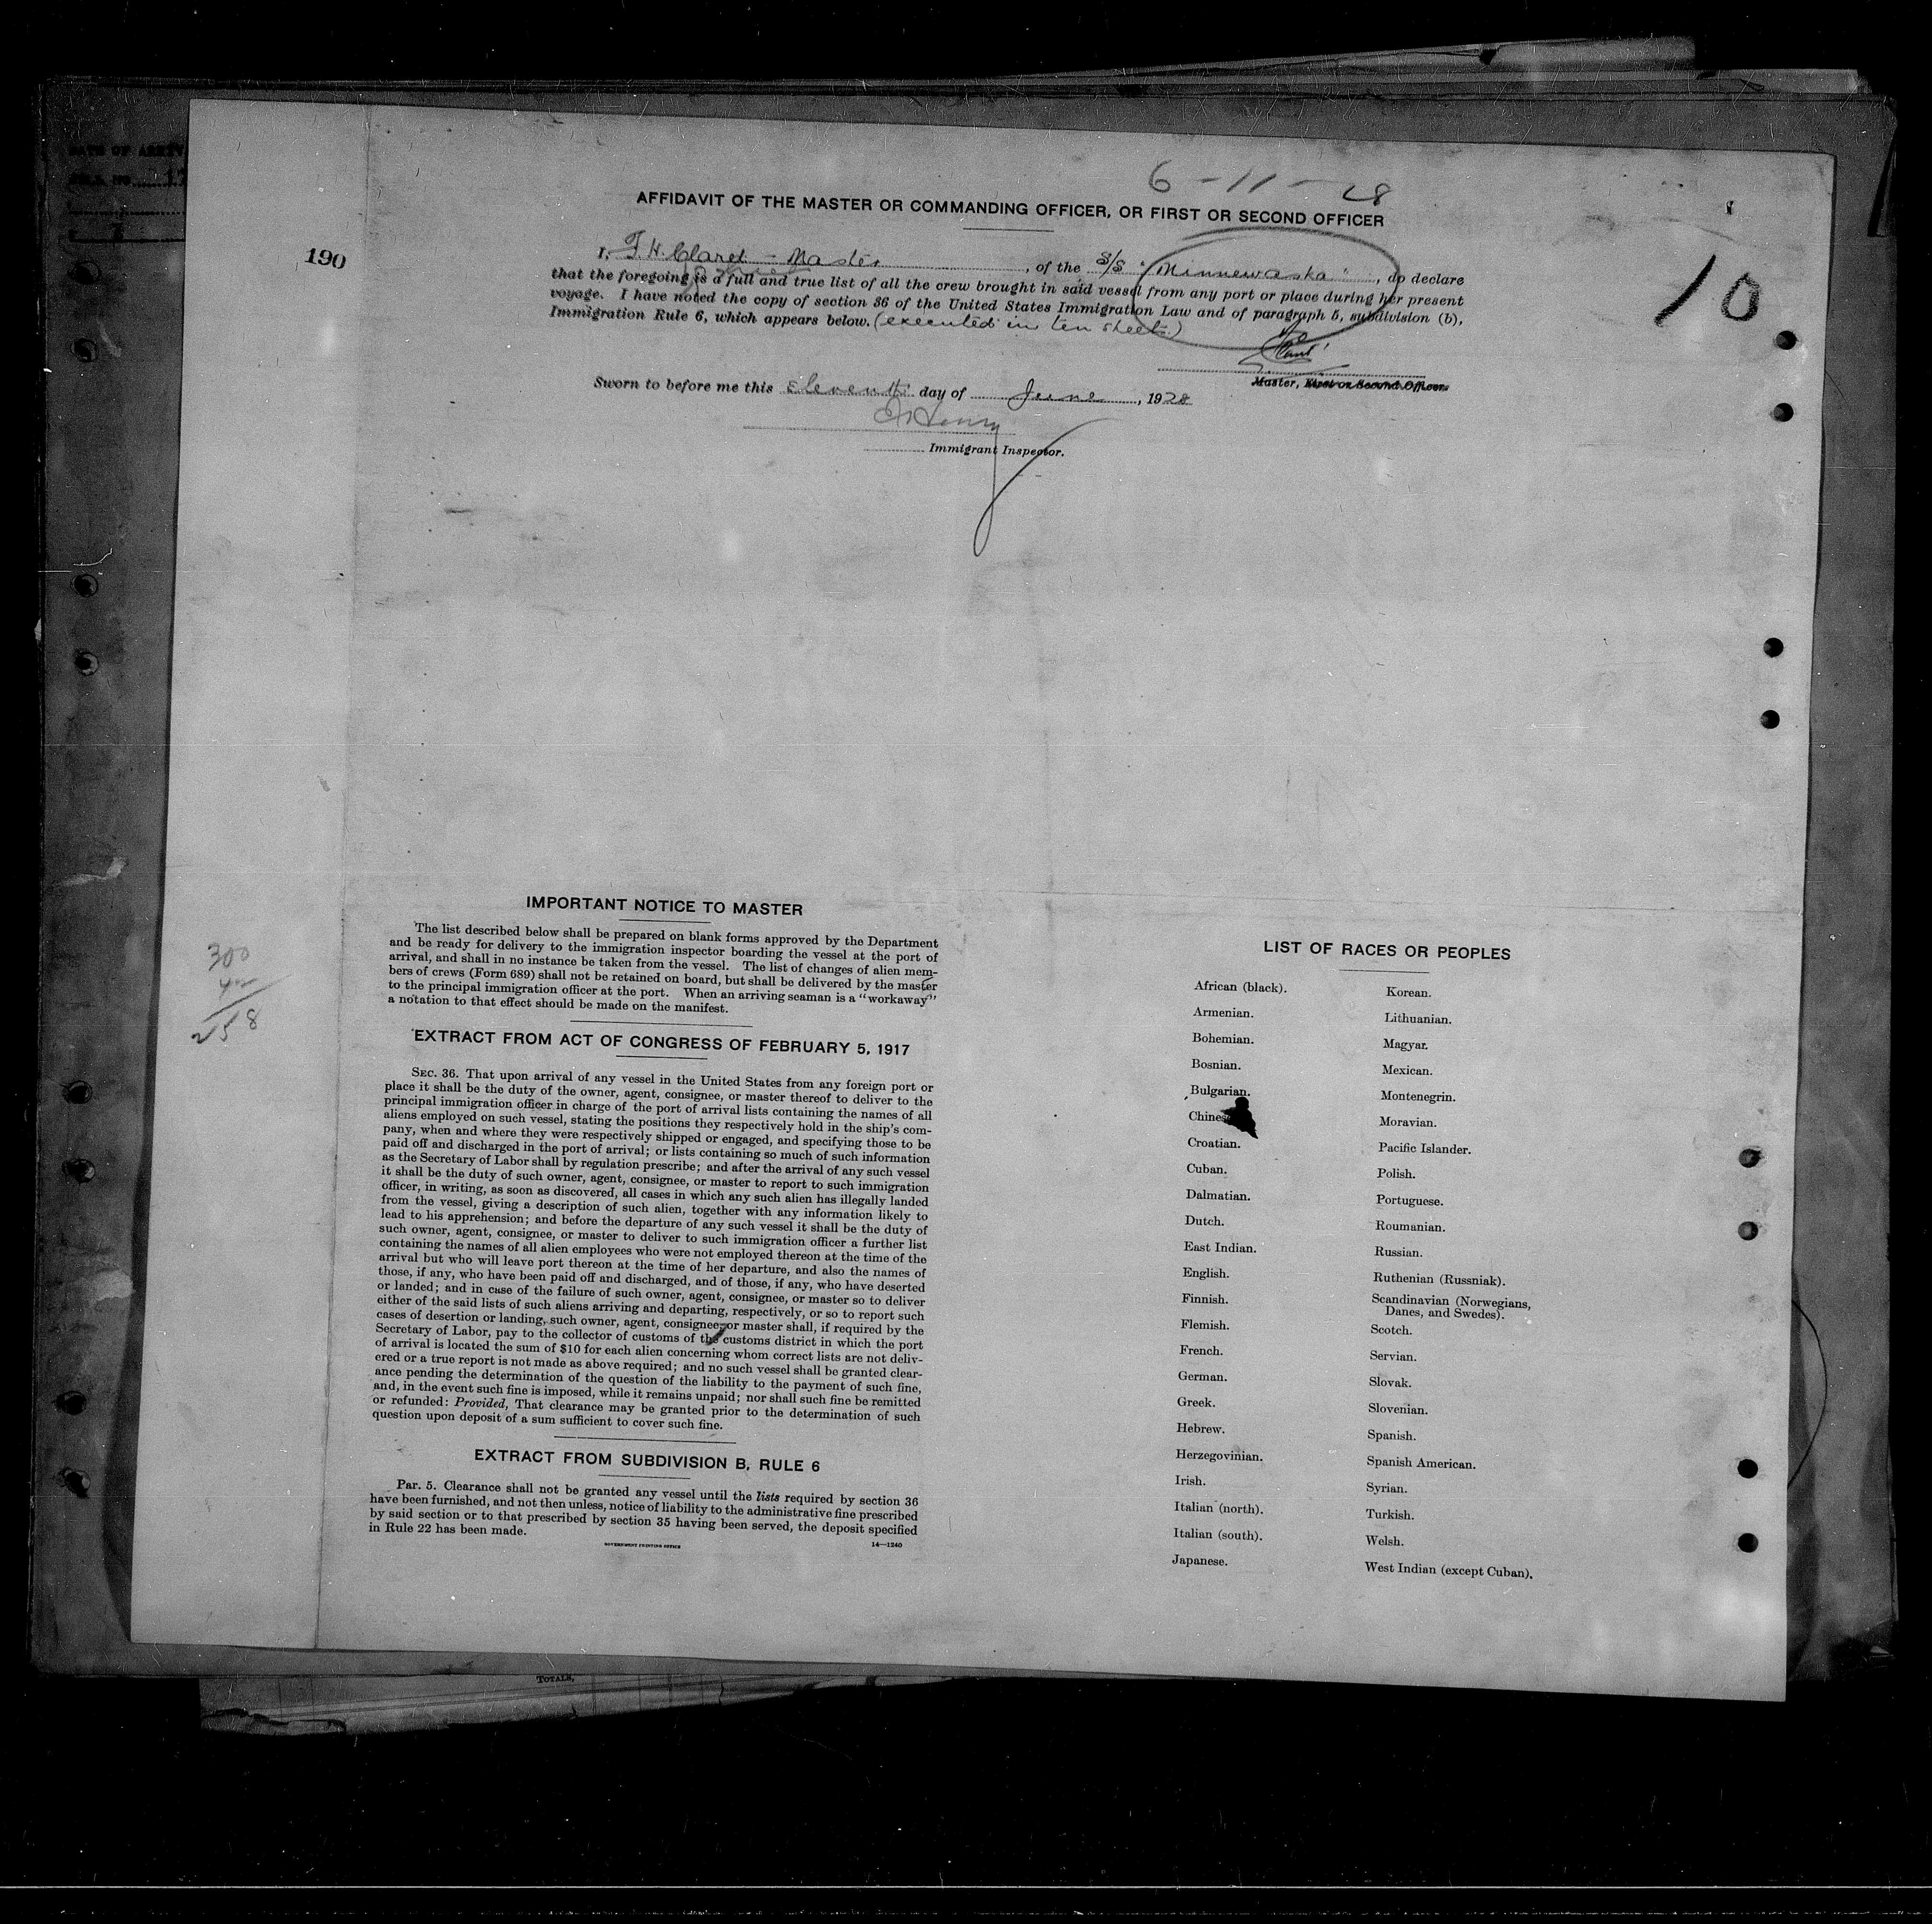 DATE OF ARRIV
6-11-28
AFFIDAVIT OF THE MASTER OR COMMANDING OFFICER, OR FIRST OR SECOND OFFICER
190
10
I, F. H. Claret - Master, of the S/S "Minnewaska", do declare
that the foregoing is a full and true list of all the crew brought in said vessel from any port or place during her present
voyage. I have noted the copy of section 36 of the United States Immigration Law and of paragraph 5, subdivision (b),
Immigration Rule 6, which appears below. (executed in ten sheets)
Master, First or Second Officer.
Sworn to before me this eleventh day of June, 1928
Immigrant Inspector.
IMPORTANT NOTICE TO MASTER
The list described below shall be prepared on blank forms approved by the Department
and be ready for delivery to the immigration inspector boarding the vessel at the port of
arrival, and shall in no instance be taken from the vessel. The list of changes of alien mem-
bers of crews (Form 689) shall not be retained on board, but shall be delivered by the master
to the principal immigration officer at the port. When an arriving seaman is a "workaway"
a notation to that effect should be made on the manifest.
300
42
258
EXTRACT FROM ACT OF CONGRESS OF FEBRUARY 5, 1917
SEC. 36. That upon arrival of any vessel in the United States from any foreign port or
place it shall be the duty of the owner, agent, consignee, or master thereof to deliver to the
principal immigration officer in charge of the port of arrival lists containing the names of all
aliens employed on such vessel, stating the positions they respectively hold in the ship's com-
pany, when and where they were respectively shipped or engaged, and specifying those to be
paid off and discharged in the port of arrival; or lists containing so much of such information
as the Secretary of Labor shall by regulation prescribe; and after the arrival of any such vessel
it shall be the duty of such owner, agent, consignee, or master to report to such immigration
officer, in writing, as soon as discovered, all cases in which any such alien has illegally landed
from the vessel, giving a description of such alien, together with any information likely to
lead to his apprehension; and before the departure of any such vessel it shall be the duty of
such owner, agent, consignee, or master to deliver to such immigration officer a further list
containing the names of all alien employees who were not employed thereon at the time of the
arrival but who will leave port thereon at the time of her departure, and also the names of
those, if any, who have been paid off and discharged, and of those, if any, who have deserted
or landed; and in case of the failure of such owner, agent, consignee, or master so to deliver
either of the said lists of such aliens arriving and departing, respectively, or so to report such
cases of desertion or landing, such owner, agent, consignee, or master shall, if required by the
Secretary of Labor, pay to the collector of customs of the customs district in which the port
of arrival is located the sum of $10 for each alien concerning whom correct lists are not deliv-
ered or a true report is not made as above required; and no such vessel shall be granted clear-
ance pending the determination of the question of the liability to the payment of such fine,
and, in the event such fine is imposed, while it remains unpaid; nor shall such fine be remitted
or refunded: Provided, That clearance may be granted prior to the determination of such
question upon deposit of a sum sufficient to cover such fine.
EXTRACT FROM SUBDIVISION B, RULE 6
Par. 5. Clearance shall not be granted any vessel until the lists required by section 36
have been furnished, and not then unless, notice of liability to the administrative fine prescribed
by said section or to that prescribed by section 35 having been served, the deposit specified
in Rule 22 has been made.
GOVERNMENT PRINTING OFFICE 14—1240
LIST OF RACES OR PEOPLES
African (black).
Armenian.
Bohemian.
Bosnian.
Bulgarian.
Chinese
Croatian.
Cuban.
Dalmatian.
Dutch.
East Indian.
English.
Finnish.
Flemish.
French.
German.
Greek.
Hebrew.
Herzegovinian.
Irish.
Italian (north).
Italian (south).
Japanese.
Korean.
Lithuanian.
Magyar.
Mexican.
Montenegrin.
Moravian.
Pacific Islander.
Polish.
Portuguese.
Roumanian.
Russian.
Ruthenian (Russniak).
Scandinavian (Norwegians,
Danes, and Swedes).
Scotch.
Servian.
Slovak.
Slovenian.
Spanish.
Spanish American.
Syrian.
Turkish.
Welsh.
West Indian (except Cuban).
TOTALS,